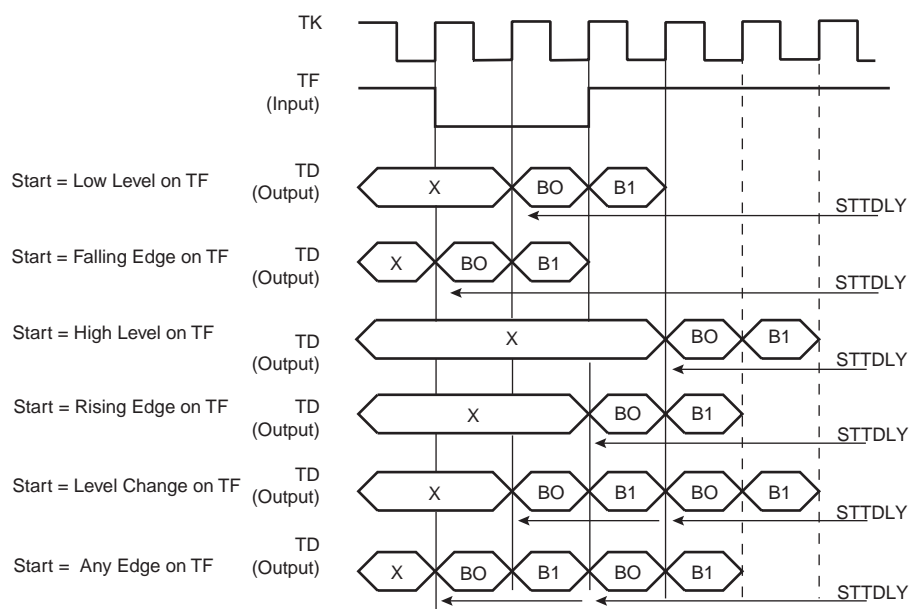 TK
TF
(Input)
Start = Low Level on TF
TD
(Output)
X
BO
B1
STTDLY
Start = Falling Edge on TF
TD
(Output)
X
BO
B1
STTDLY
Start = High Level on TF
TD
(Output)
X
BO
B1
STTDLY
Start = Rising Edge on TF
TD
(Output)
X
BO
B1
STTDLY
Start = Level Change on TF
TD
(Output)
X
BO
B1
BO
B1
STTDLY
Start = Any Edge on TF
TD
(Output)
X
BO
B1
BO
B1
STTDLY